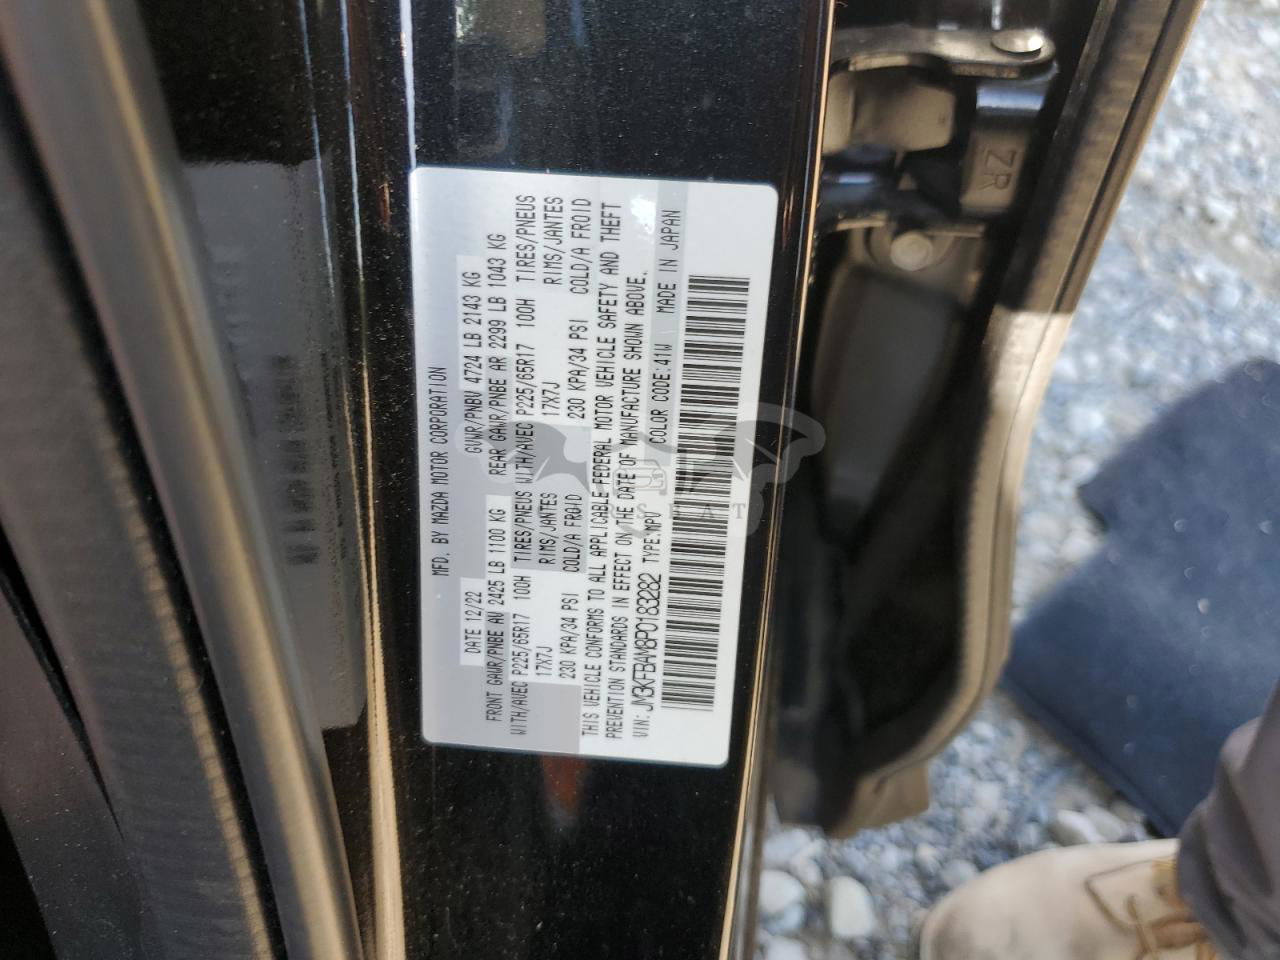 MFD. BY MAZDA MOTOR CORPORATION
DATE 12/22 GVWR/PNBV 4724 LB 2143 KG
FRONT GAWR/PNBE AV 2425 LB 1100 KG REAR GAWR/PNBE AR 2299 LB 1043 KG
WITH/AVEC P225/65R17 100H TIRES/PNEUS WITH/AVEC P225/65R17 100H TIRES/PNEUS
17X7J RIMS/JANTES 17X7J RIMS/JANTES
230 KPA/34 PSI COLD/A FROID 230 KPA/34 PSI COLD/A FROID
THIS VEHICLE CONFORMS TO ALL APPLICABLE FEDERAL MOTOR VEHICLE SAFETY AND THEFT
PREVENTION STANDARDS IN EFFECT ON THE DATE OF MANUFACTURE SHOWN ABOVE.
VIN: JM3KFBAM8P0183282 TYPE:MPV COLOR CODE:41W MADE IN JAPAN
ZR